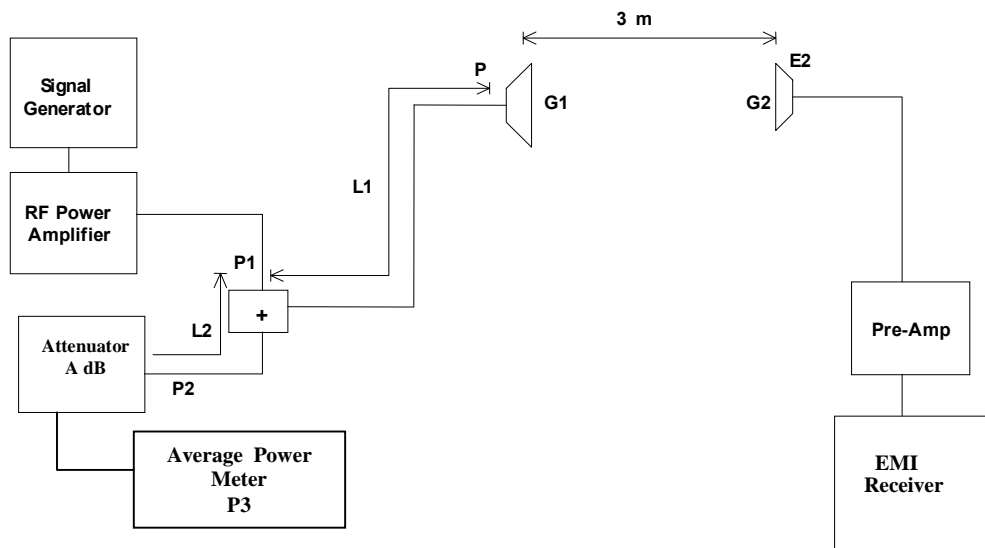 3 m
Signal
Generator
P
G1
G2
E2
RF Power
Amplifier
L1
P1
+
L2
Attenuator
A dB
P2
Pre-Amp
Average Power
Meter
P3
EMI
Receiver